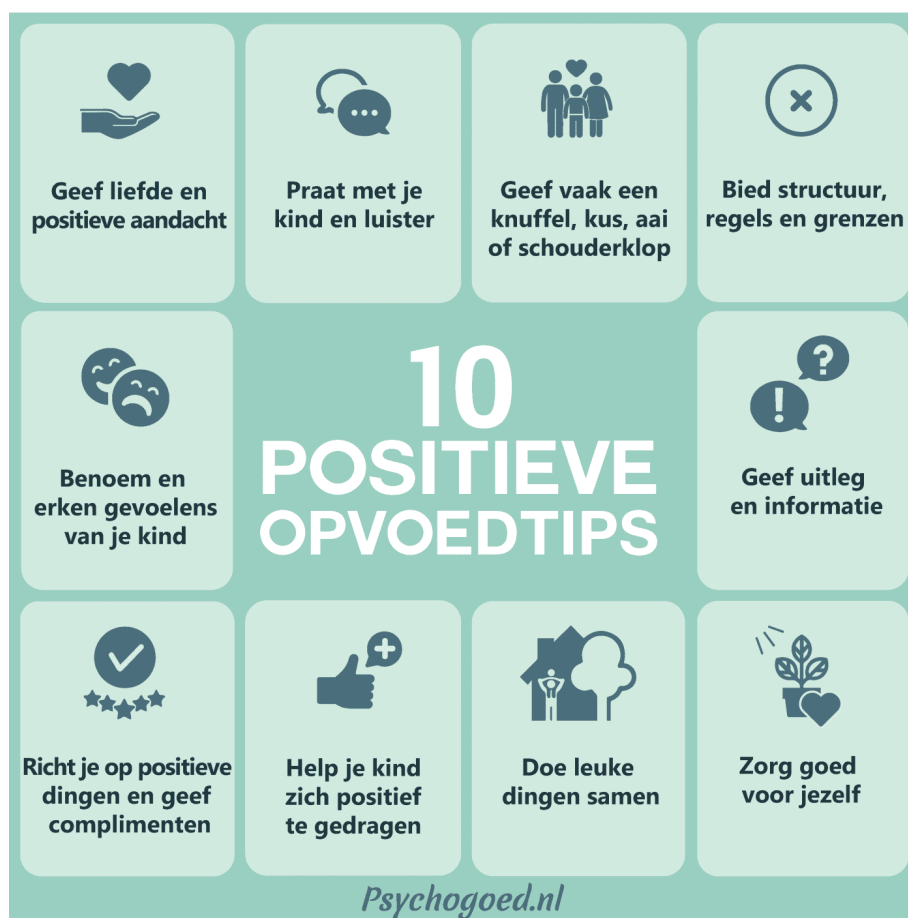 Geef liefde en
positieve aandacht
Praat met je
kind en luister
Geef vaak een
knuffel, kus, aai
of schouderklop
Bied structuur,
regels en grenzen
Benoem en
erken gevoelens
van je kind
10
POSITIEVE
OPVOEDTIPS
Geef uitleg
en informatie
Richt je op positieve
dingen en geef
complimenten
Help je kind
zich positief
te gedragen
Doe leuke
dingen samen
Zorg goed
voor jezelf
Psychogoed.nl